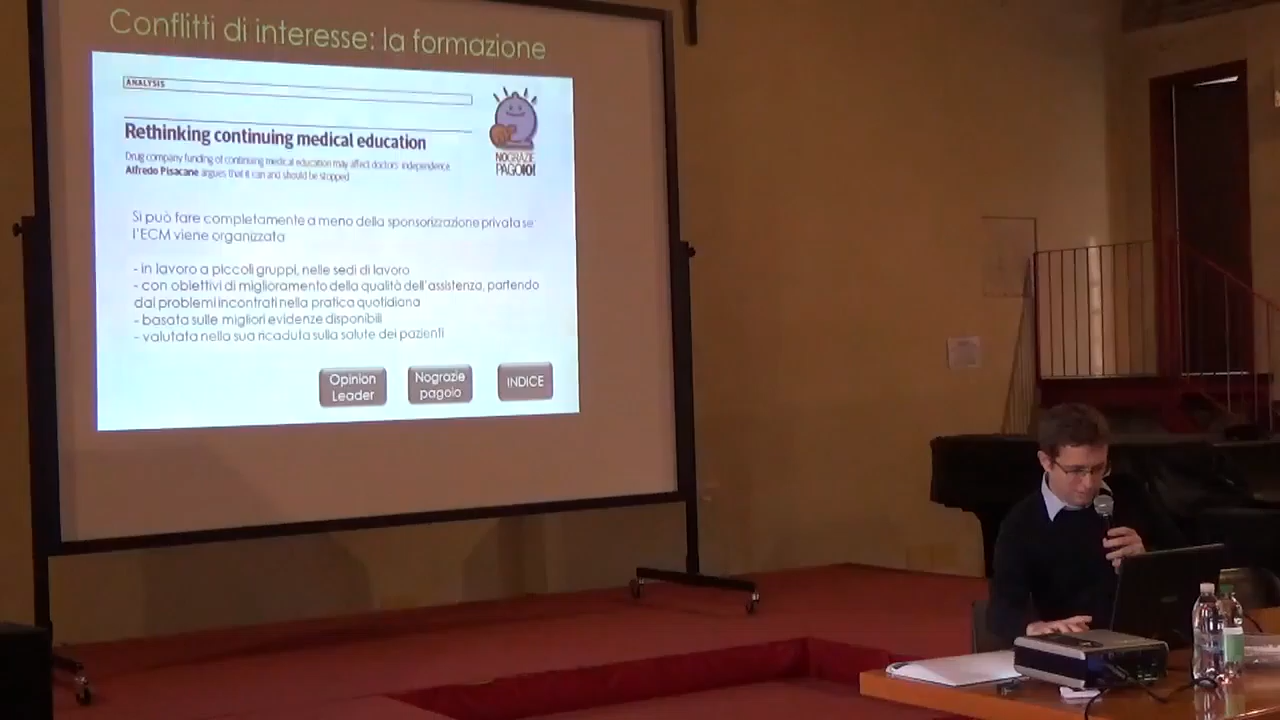 Conflitti di interesse: la formazione
ANALYSIS
Rethinking continuing medical education
Drug company funding of continuing medical education may affect doctors' independence.
Alfredo Pisacane argues that it can and should be stopped
NOGRAZIE
PAGOIO!
Si può fare completamente a meno della sponsorizzazione privata se
l'ECM viene organizzata
- in lavoro a piccoli gruppi, nelle sedi di lavoro
- con obiettivi di miglioramento della qualità dell'assistenza, partendo
dai problemi incontrati nella pratica quotidiana
- basata sulle migliori evidenze disponibili
- valutata nella sua ricaduta sulla salute dei pazienti
Opinion
Leader
Nograzie
pagoio
INDICE